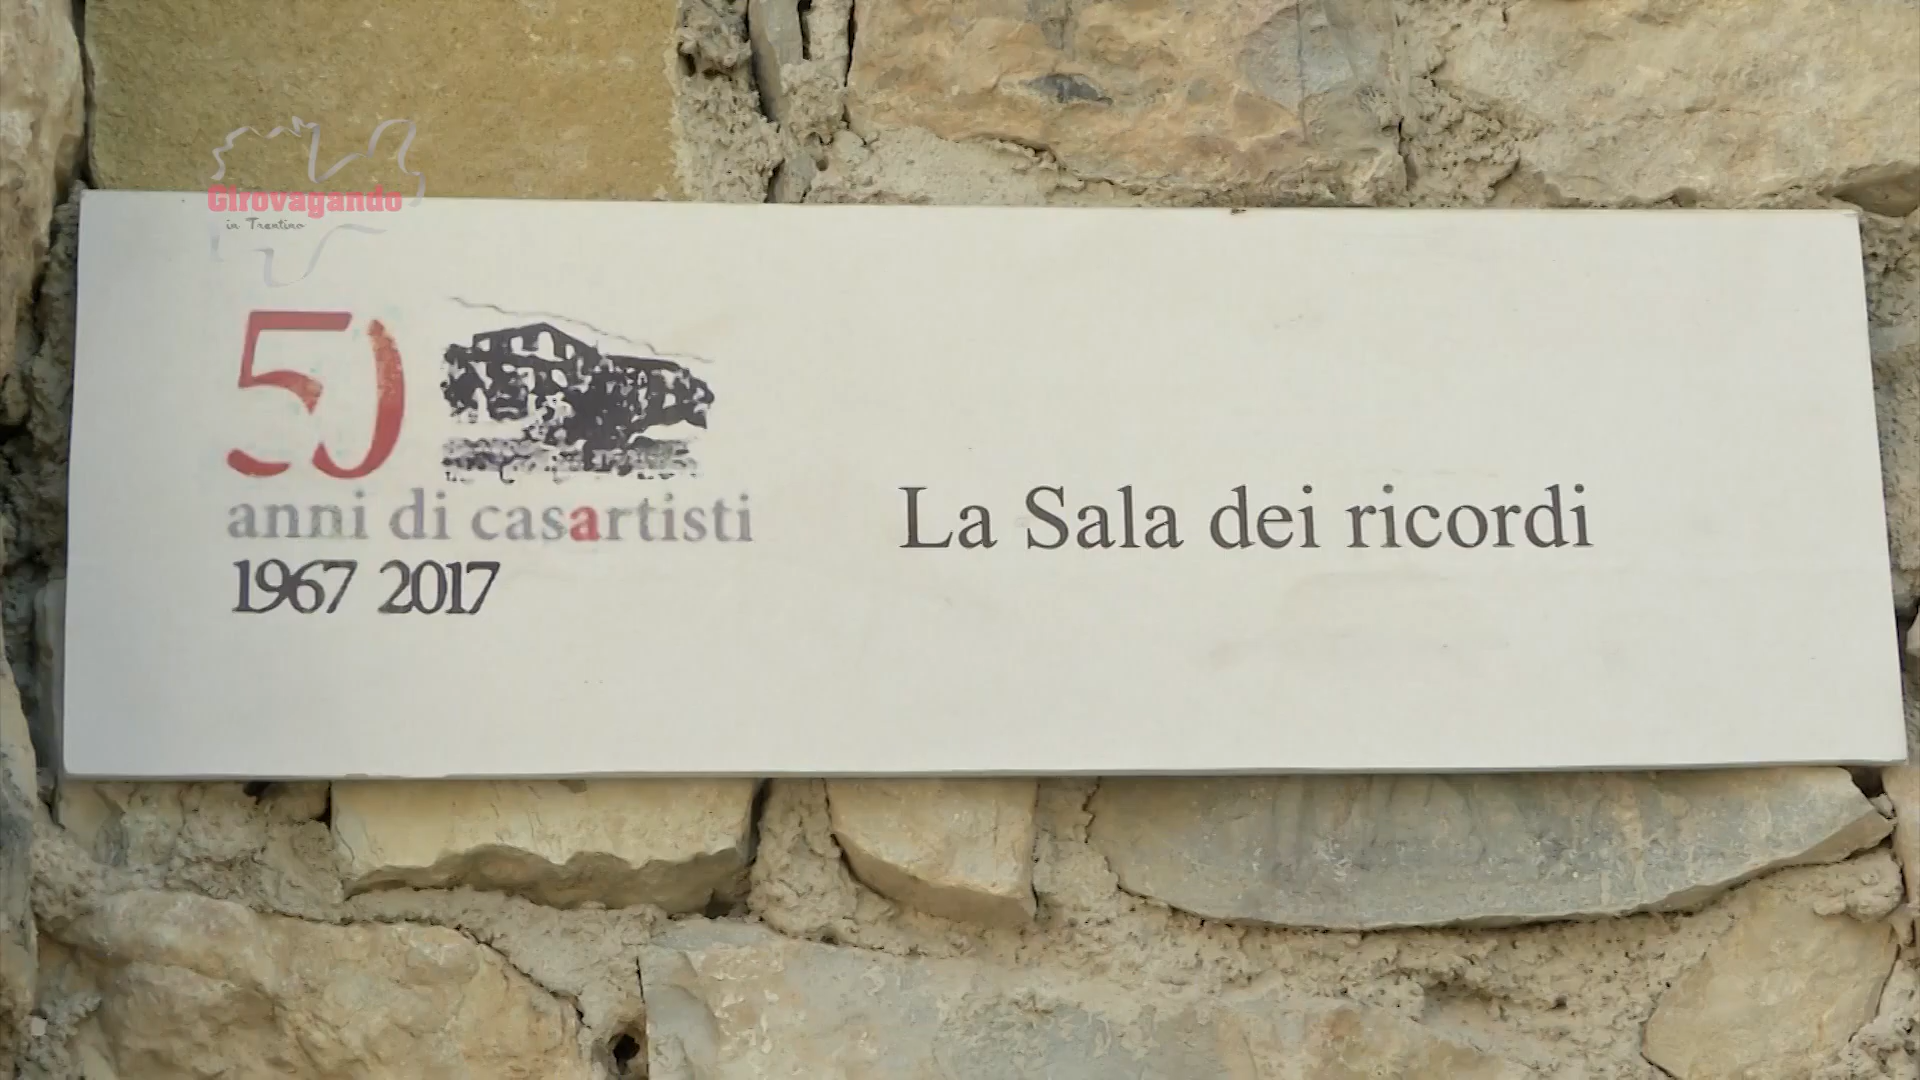 Girovagando
in Trentino
50
anni di casartisti
1967 2017
La Sala dei ricordi